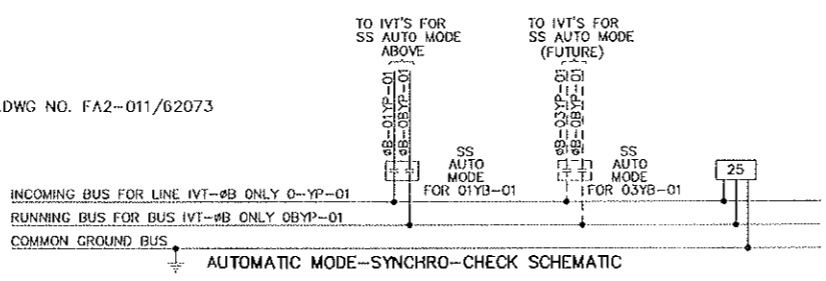 TO IVT'S FOR
SS AUTO MODE
ABOVE
TO IVT'S FOR
SS AUTO MODE
(FUTURE)
DWG NO. FA2-011/62073
ØB-01YP-01
ØB-0BYP-01
ØB-03YP-01
ØB-0BYP-01
SS
AUTO
MODE
FOR 01YB-01
SS
AUTO
MODE
FOR 03YB-01
25
INCOMING BUS FOR LINE IVT-ØB ONLY 0-YP-01
RUNNING BUS FOR BUS IVT-ØB ONLY 0BYP-01
COMMON GROUND BUS
AUTOMATIC MODE-SYNCHRO-CHECK SCHEMATIC